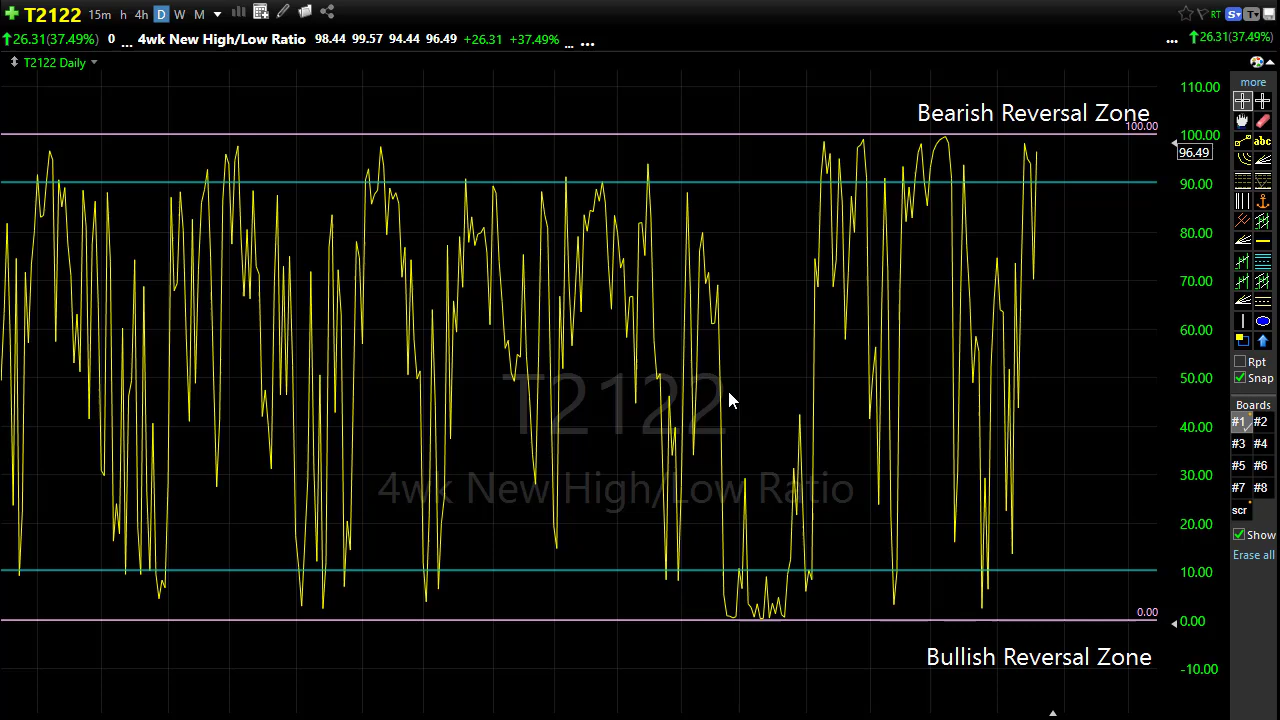 T2122 15m h 4h D W M RT S T
26.31(37.49%) 0 ... 4wk New High/Low Ratio 98.44 99.57 94.44 96.49 +26.31 +37.49% ... ... ... 26.31(37.49%)
T2122 Daily
more
110.00
Bearish Reversal Zone
100.00
100.00
96.49
abc
90.00
80.00
70.00
60.00
Rpt
50.00
Snap
T2122
Boards
#1 #2
40.00
#3 #4
#5 #6
30.00
4wk New High/Low Ratio
#7 #8
scr
20.00
Show
Erase all
10.00
0.00
0.00
Bullish Reversal Zone
-10.00